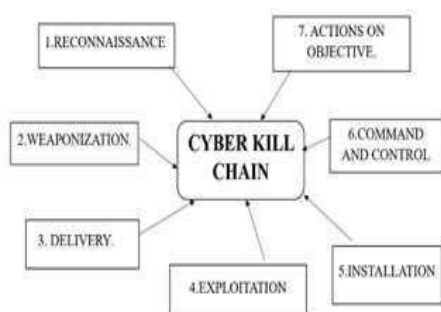 1.RECONNAISSANCE
7. ACTIONS ON
OBJECTIVE.
2.WEAPONIZATION.
CYBER KILL
CHAIN
6.COMMAND
AND CONTROL
3. DELIVERY.
4.EXPLOITATION
5.INSTALLATION